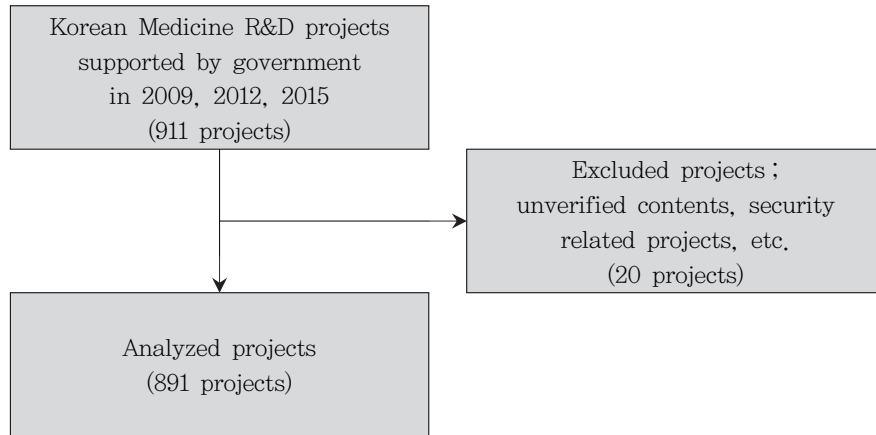 Korean Medicine R&D projects
supported by government
in 2009, 2012, 2015
(911 projects)
Excluded projects;
unverified contents, security
related projects, etc.
(20 projects)
Analyzed projects
(891 projects)